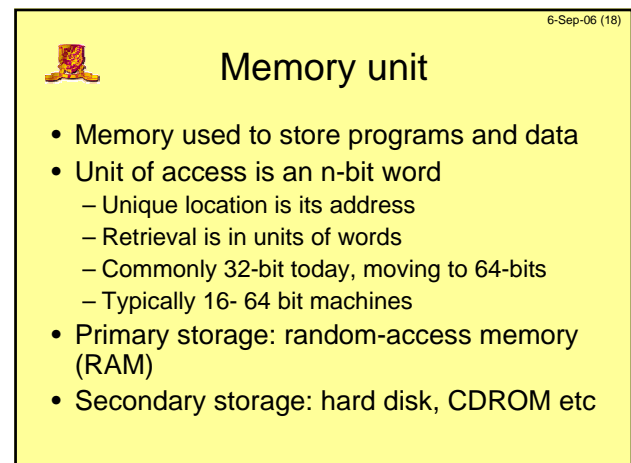 6-Sep-06 (18)
Memory unit
• Memory used to store programs and data
• Unit of access is an n-bit word
– Unique location is its address
– Retrieval is in units of words
– Commonly 32-bit today, moving to 64-bits
– Typically 16- 64 bit machines
• Primary storage: random-access memory
(RAM)
• Secondary storage: hard disk, CDROM etc